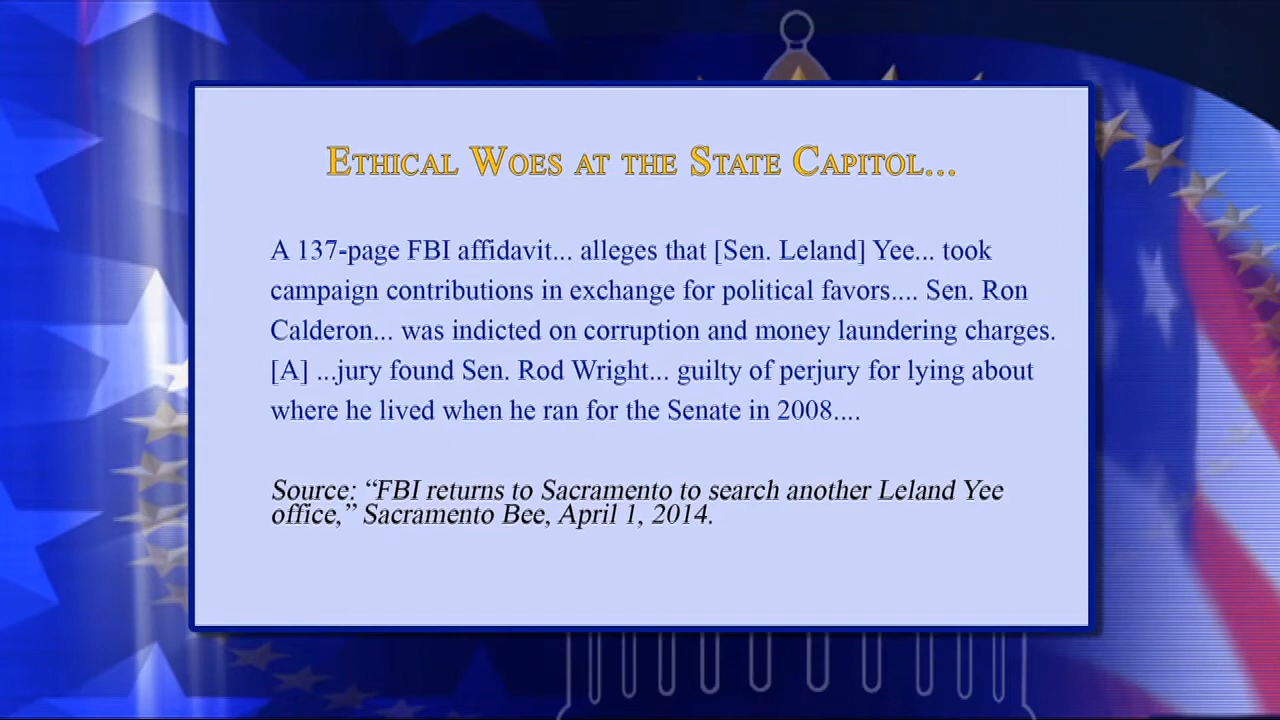 ETHICAL WOES AT THE STATE CAPITOL...
A 137-page FBI affidavit... alleges that [Sen. Leland] Yee... took
campaign contributions in exchange for political favors.... Sen. Ron
Calderon... was indicted on corruption and money laundering charges.
[A] ...jury found Sen. Rod Wright... guilty of perjury for lying about
where he lived when he ran for the Senate in 2008....
Source: “FBI returns to Sacramento to search another Leland Yee
office,” Sacramento Bee, April 1, 2014.